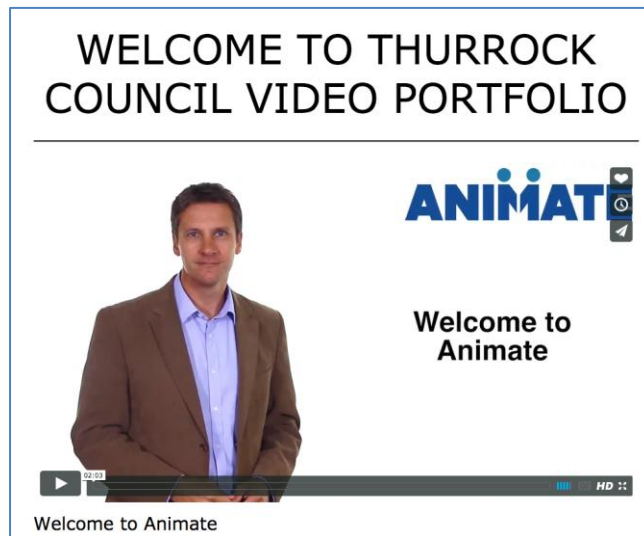 WELCOME TO THURROCK
COUNCIL VIDEO PORTFOLIO
ANIMATE
Welcome to
Animate
02:03
HD
Welcome to Animate